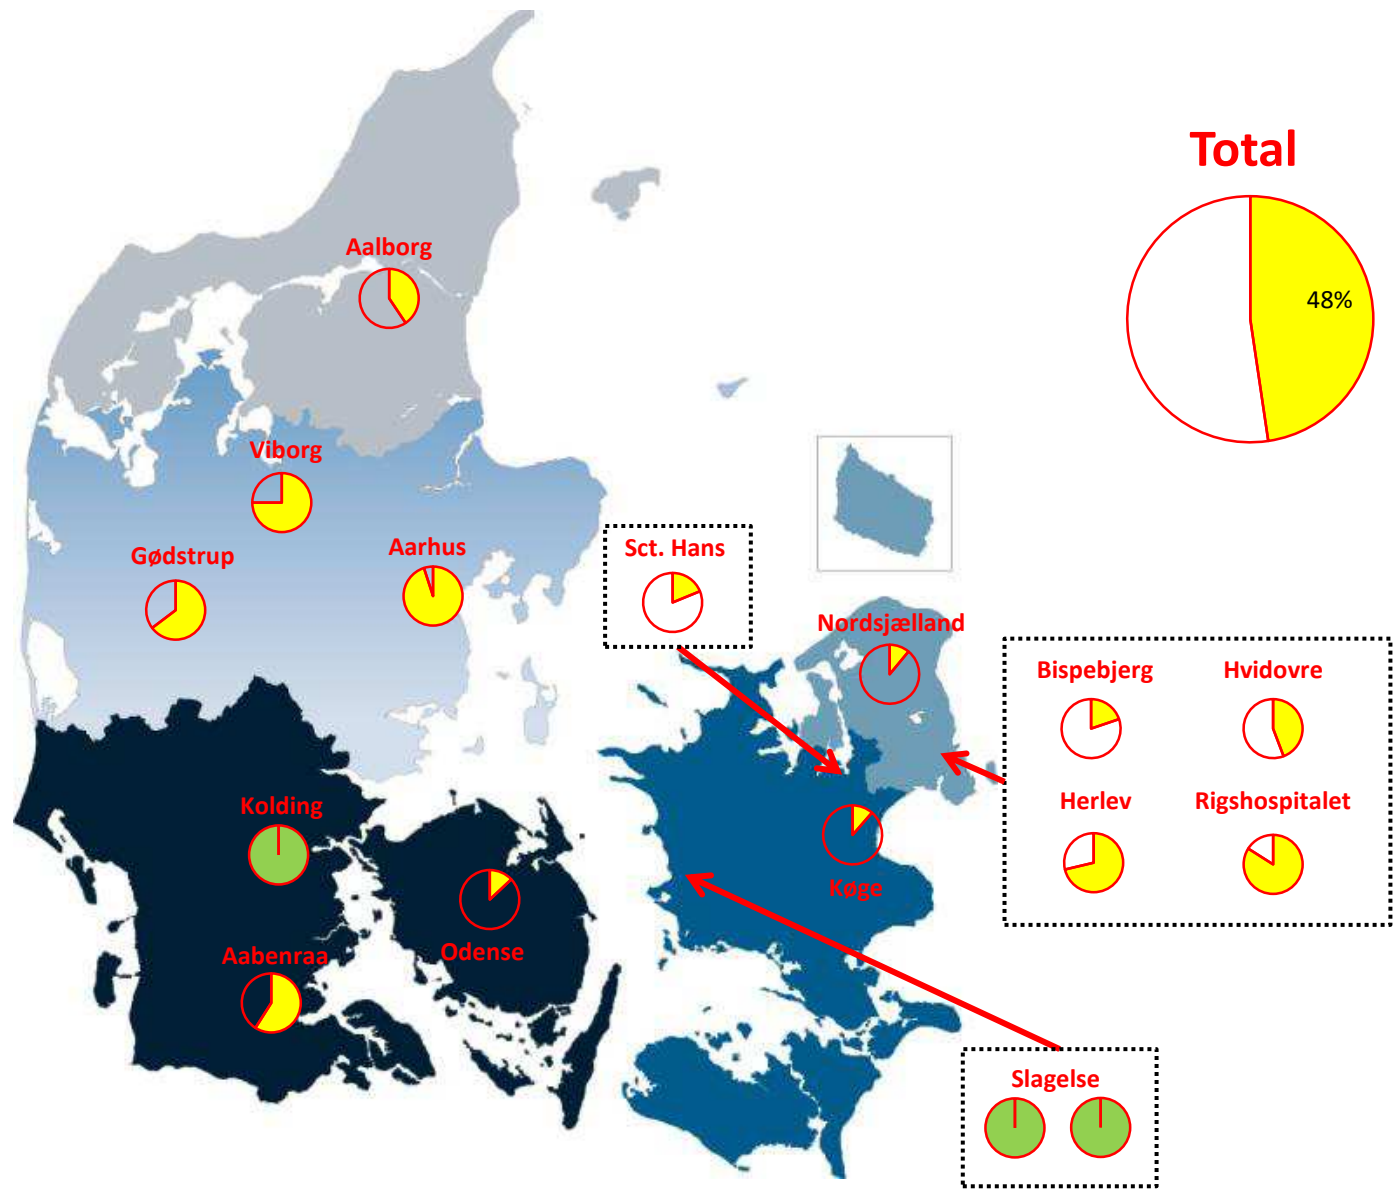 Total
48%
Aalborg
Viborg
Gødstrup
Aarhus
Sct. Hans
Nordsjælland
Bispebjerg
Hvidovre
Herlev
Rigshospitalet
Kolding
Køge
Odense
Aabenraa
Slagelse